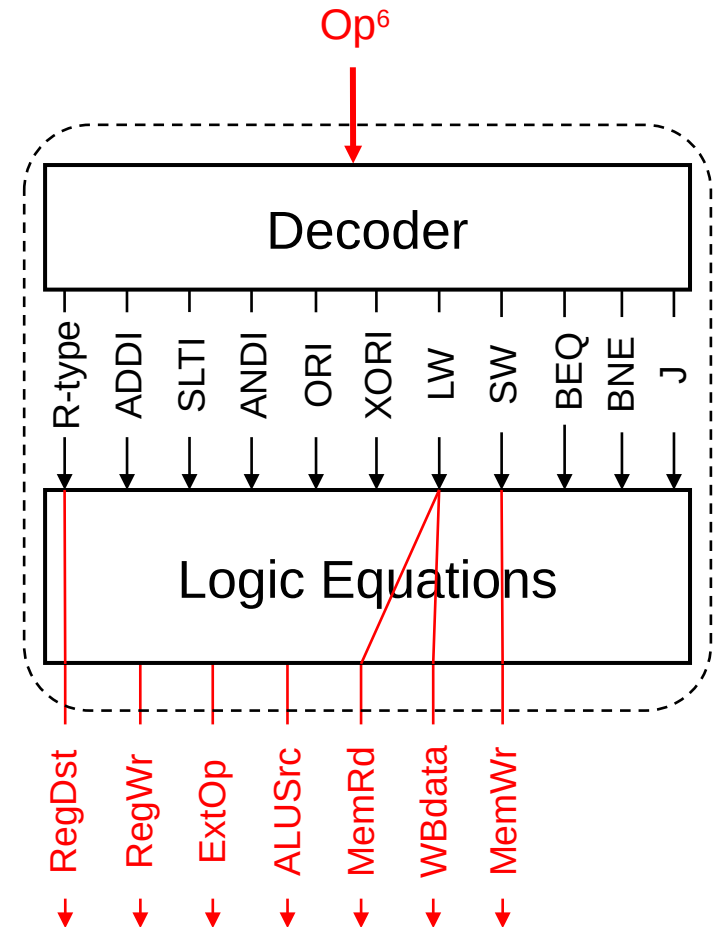 Op⁶
Decoder
R-type
ADDI
SLTI
ANDI
ORI
XORI
LW
SW
BEQ
BNE
J
Logic Equations
RegDst
RegWr
ExtOp
ALUSrc
MemRd
WBdata
MemWr